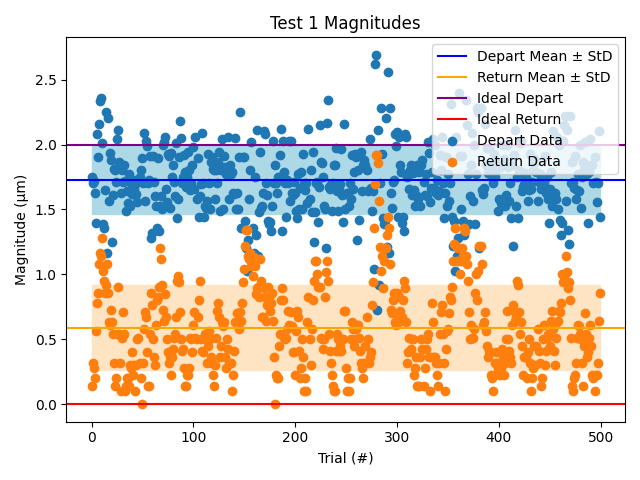 Test 1 Magnitudes
Magnitude (μm)
2.5
2.0
1.5
1.0
0.5
0.0
Depart Mean ± StD
Return Mean ± StD
Ideal Depart
Ideal Return
Depart Data
Return Data
0 100 200 300 400 500
Trial (#)